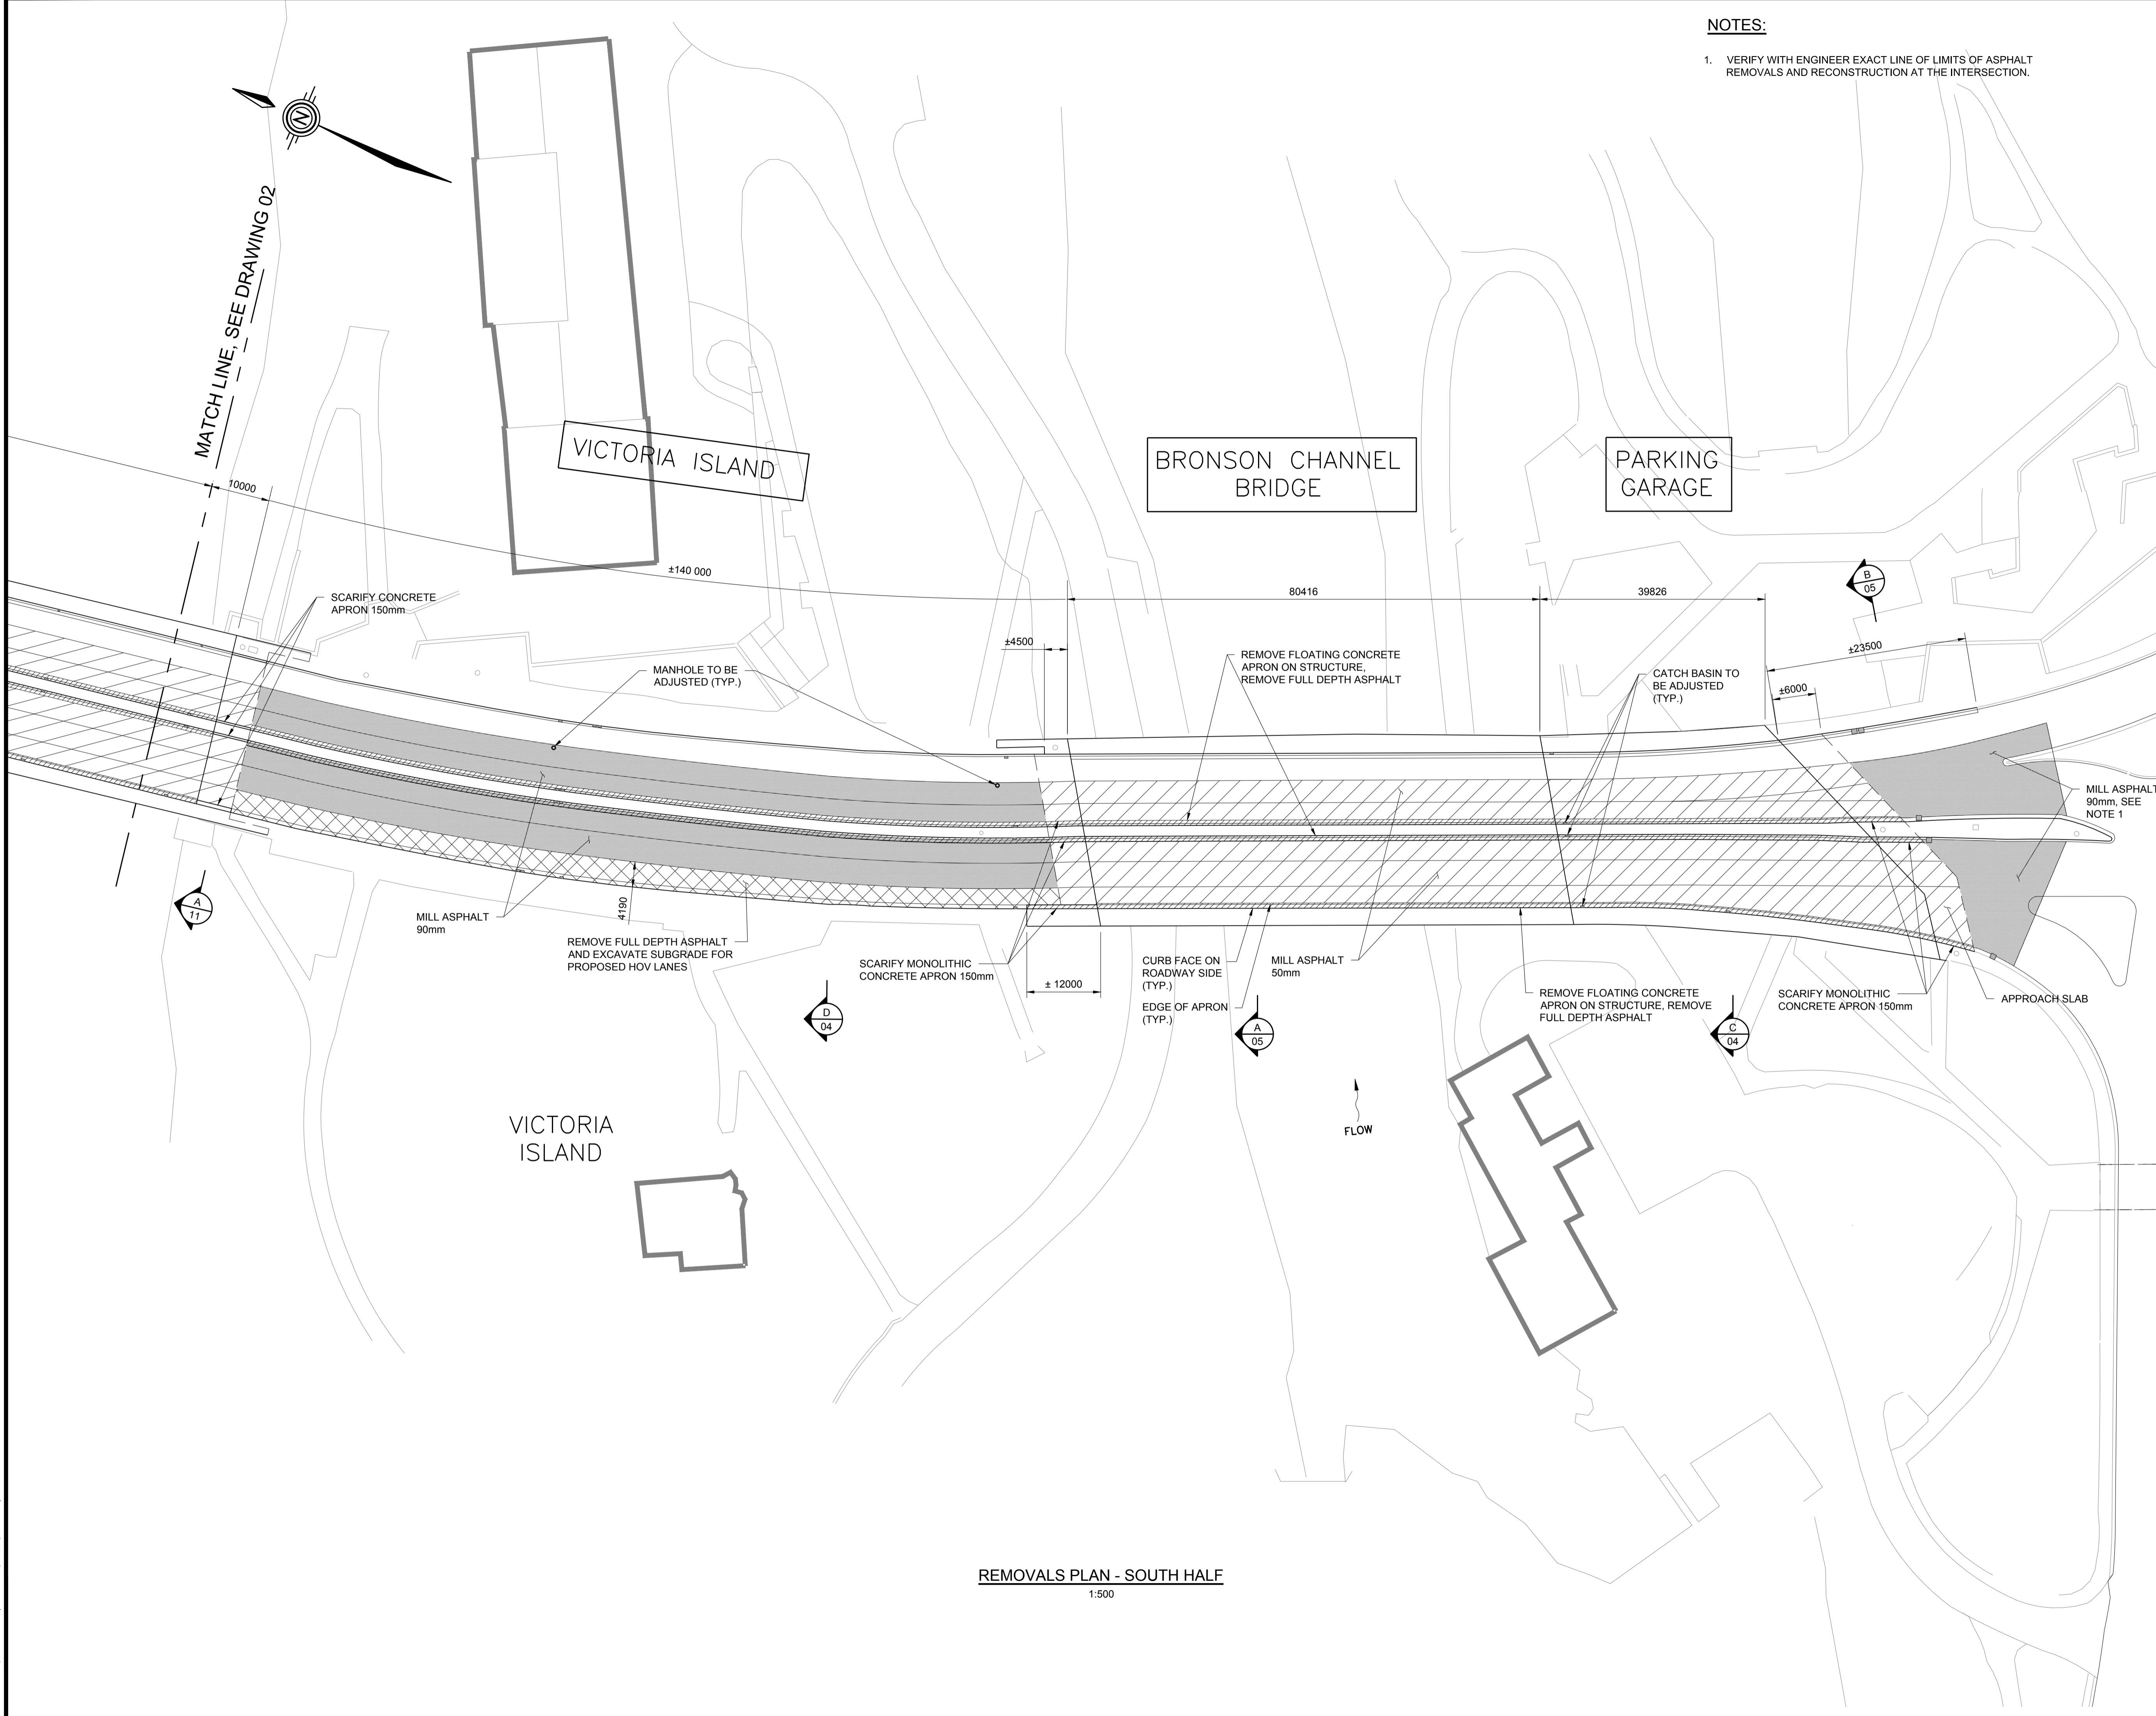 NOTES:
1. VERIFY WITH ENGINEER EXACT LINE OF LIMITS OF ASPHALT
REMOVALS AND RECONSTRUCTION AT THE INTERSECTION.
N
MATCH LINE, SEE DRAWING 02
VICTORIA ISLAND
BRONSON CHANNEL
BRIDGE
PARKING
GARAGE
10000
±140 000
80416
39826
B
05
SCARIFY CONCRETE
APRON 150mm
±4500
±23500
MANHOLE TO BE
ADJUSTED (TYP.)
REMOVE FLOATING CONCRETE
APRON ON STRUCTURE,
REMOVE FULL DEPTH ASPHALT
CATCH BASIN TO
BE ADJUSTED
(TYP.)
±6000
MILL ASPHALT
90mm, SEE
NOTE 1
A
11
MILL ASPHALT
90mm
4190
REMOVE FULL DEPTH ASPHALT
AND EXCAVATE SUBGRADE FOR
PROPOSED HOV LANES
SCARIFY MONOLITHIC
CONCRETE APRON 150mm
± 12000
CURB FACE ON
ROADWAY SIDE
(TYP.)
EDGE OF APRON
(TYP.)
MILL ASPHALT
50mm
REMOVE FLOATING CONCRETE
APRON ON STRUCTURE, REMOVE
FULL DEPTH ASPHALT
SCARIFY MONOLITHIC
CONCRETE APRON 150mm
APPROACH SLAB
D
04
A
05
C
04
VICTORIA
ISLAND
FLOW
REMOVALS PLAN - SOUTH HALF
1:500